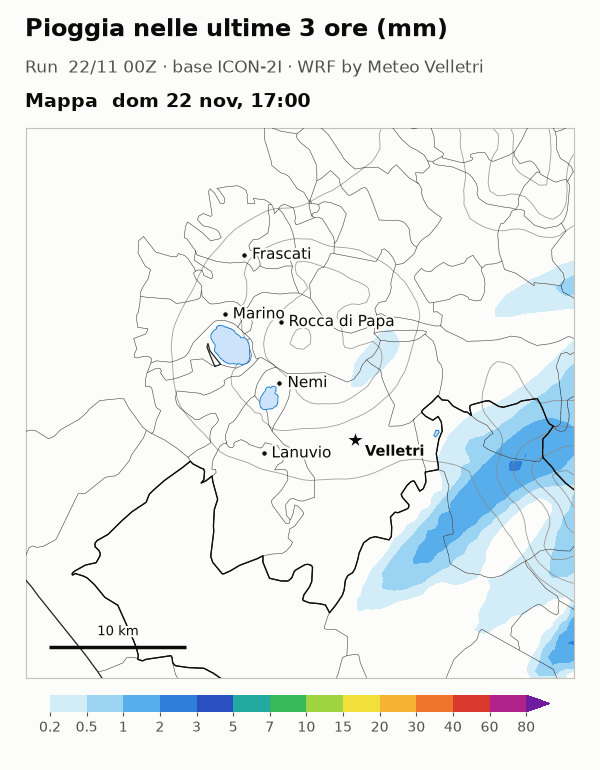 Pioggia nelle ultime 3 ore (mm)
Run  22/11 00Z · base ICON-2I · WRF by Meteo Velletri
Mappa  dom 22 nov, 17:00
Frascati
Marino
Rocca di Papa
Nemi
Velletri
Lanuvio
10 km
0.2 0.5 1 2 3 5 7 10 15 20 30 40 60 80